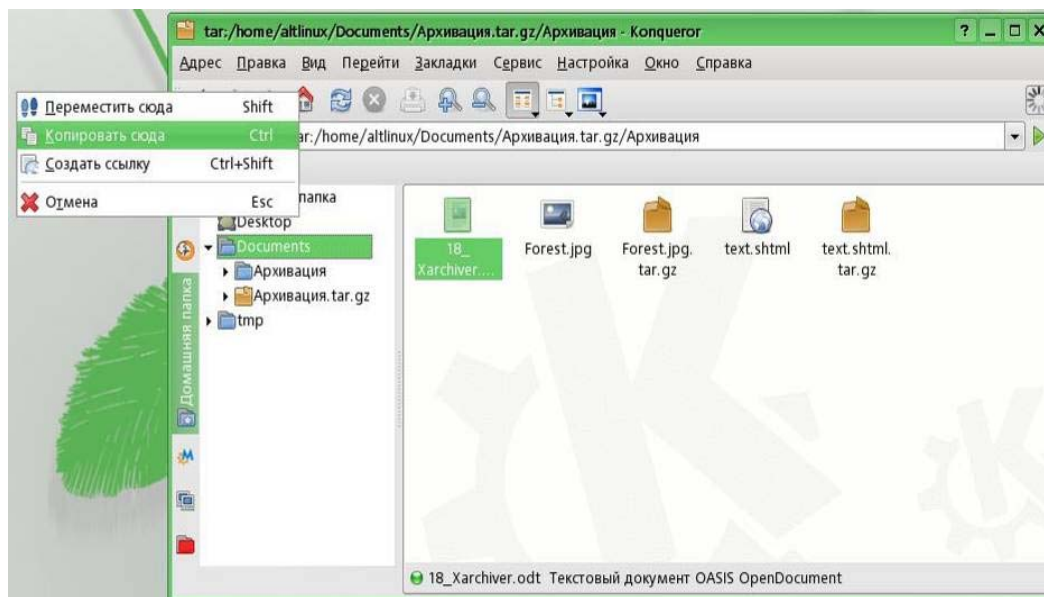 tar:/home/altlinux/Documents/Архивация.tar.gz/Архивация - Konqueror
Адрес Правка Вид Перейти Закладки Сервис Настройка Окно Справка
Переместить сюда Shift
Копировать сюда Ctrl
Создать ссылку Ctrl+Shift
Отмена Esc
ar:/home/altlinux/Documents/Архивация.tar.gz/Архивация
папка
Desktop
Documents
Архивация
Архивация.tar.gz
tmp
Домашняя папка
18_
Xarchiver....
Forest.jpg
Forest.jpg.
tar.gz
text.shtml
text.shtml.
tar.gz
18_Xarchiver.odt Текстовый документ OASIS OpenDocument